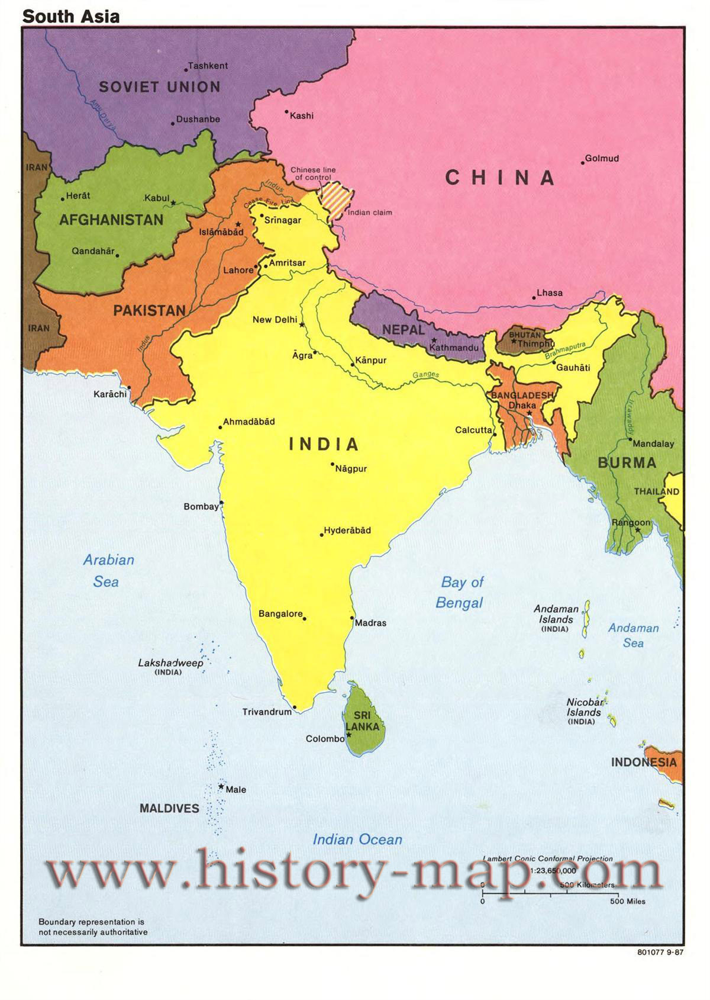 South Asia
Tashkent
SOVIET UNION
Amu Darya
Dushanbe
Kashi
IRAN
Golmud
CHINA
Chinese line
of control
Indus
Herāt
Kabul
Cease-Fire Line
Indian claim
AFGHANISTAN
Srīnagar
Islāmābād
Qandahār
Amritsar
Lahore
Lhasa
PAKISTAN
New Delhi
IRAN
NEPAL
BHUTAN
Thimphu
Kathmandu
Indus
Brahmaputra
Āgra
Kānpur
Gauhāti
Ganges
Karāchi
BANGLADESH
Dhaka
Irrawaddy
Ahmadābād
Calcutta
INDIA
Mandalay
Nāgpur
BURMA
THAILAND
Bombay
Rangoon
Hyderābād
Arabian
Sea
Bay of
Bengal
Bangalore
Madras
Andaman
Islands
(INDIA)
Andaman
Sea
Lakshadweep
(INDIA)
Trivandrum
Nicobar
Islands
(INDIA)
SRI
LANKA
Colombo
INDONESIA
Male
MALDIVES
Indian Ocean
Lambert Conic Conformal Projection
1:23,650,000
www.history-map.com
0 500 Kilometers
0 500 Miles
Boundary representation is
not necessarily authoritative
801077 9-87